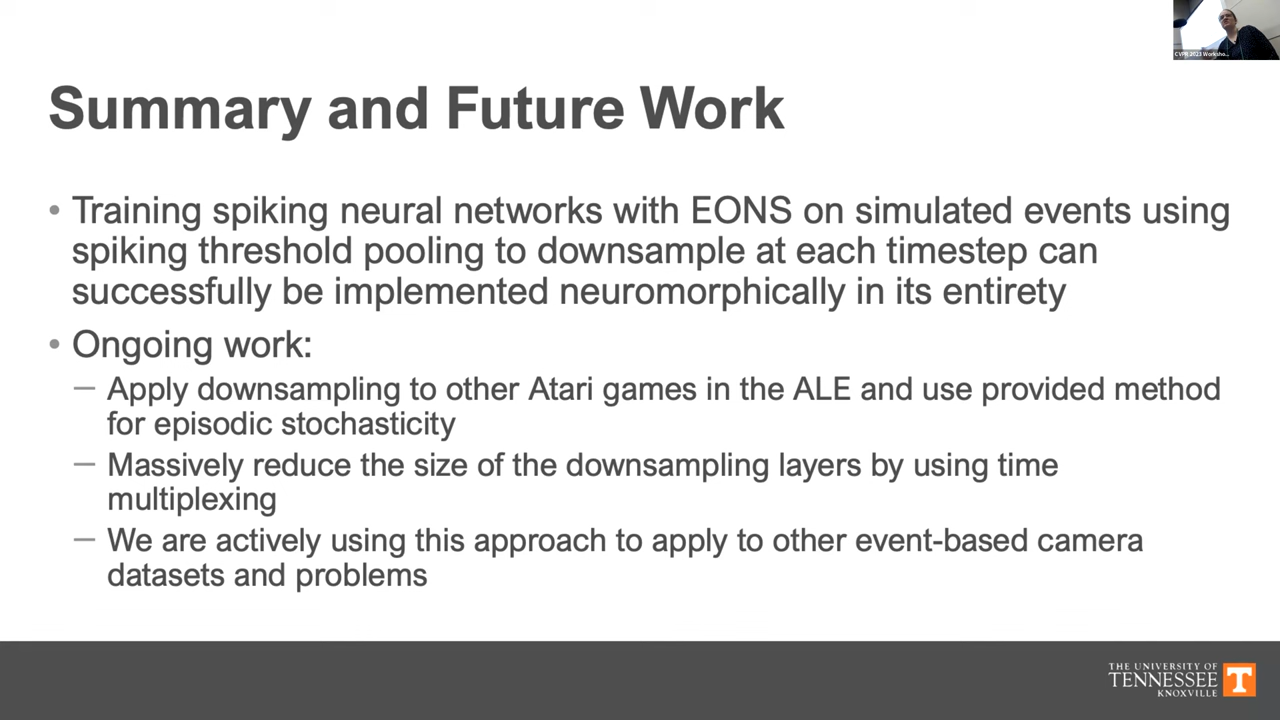 CVPR 2023 Worksho...
Summary and Future Work
• Training spiking neural networks with EONS on simulated events using
spiking threshold pooling to downsample at each timestep can
successfully be implemented neuromorphically in its entirety
• Ongoing work:
– Apply downsampling to other Atari games in the ALE and use provided method
for episodic stochasticity
– Massively reduce the size of the downsampling layers by using time
multiplexing
– We are actively using this approach to apply to other event-based camera
datasets and problems
THE UNIVERSITY OF
TENNESSEE
KNOXVILLE
T